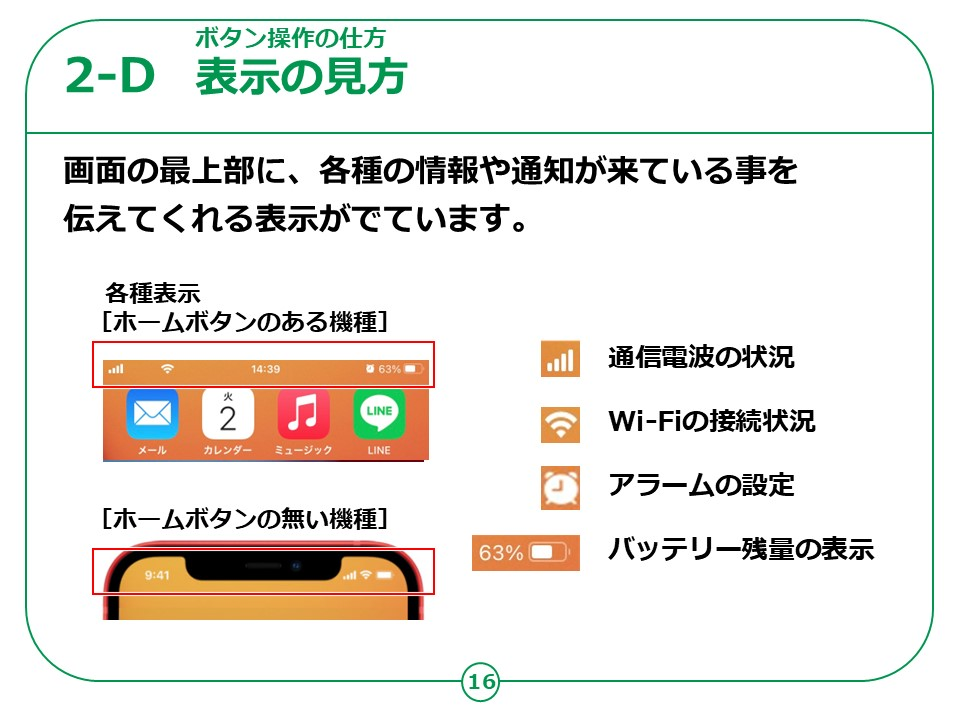 ボタン操作の仕方
2-D 表示の見方
画面の最上部に、各種の情報や通知が来ている事を
伝えてくれる表示がでています。
各種表示
［ホームボタンのある機種］
14:39 63%
火
2
LINE
メール カレンダー ミュージック LINE
［ホームボタンの無い機種］
9:41
通信電波の状況
Wi-Fiの接続状況
アラームの設定
63% バッテリー残量の表示
16